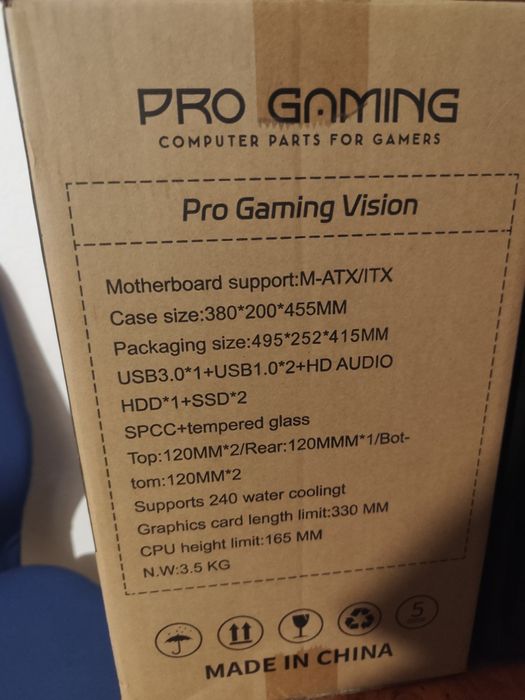 PRO GAMING
COMPUTER PARTS FOR GAMERS
Pro Gaming Vision
Motherboard support:M-ATX/ITX
Case size:380*200*455MM
Packaging size:495*252*415MM
USB3.0*1+USB1.0*2+HD AUDIO
HDD*1+SSD*2
SPCC+tempered glass
Top:120MM*2/Rear:120MMM*1/Bot-
tom:120MM*2
Supports 240 water coolingt
Graphics card length limit:330 MM
CPU height limit:165 MM
N.W:3.5 KG
5
MADE IN CHINA